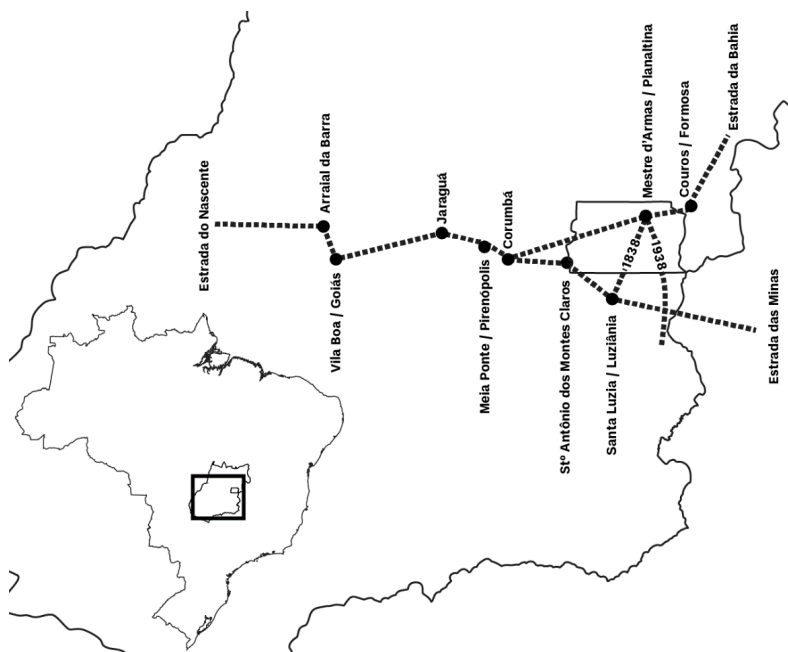 Estrada do Nascente
Arraial da Barra
Vila Boa / Goiás
Jaraguá
Meia Ponte / Pirenópolis
Corumbá
Stº Antônio dos Montes Claros
Santa Luzia / Luziânia
1838
1938
Mestre d'Armas / Planaltina
Couros / Formosa
Estrada da Bahia
Estrada das Minas